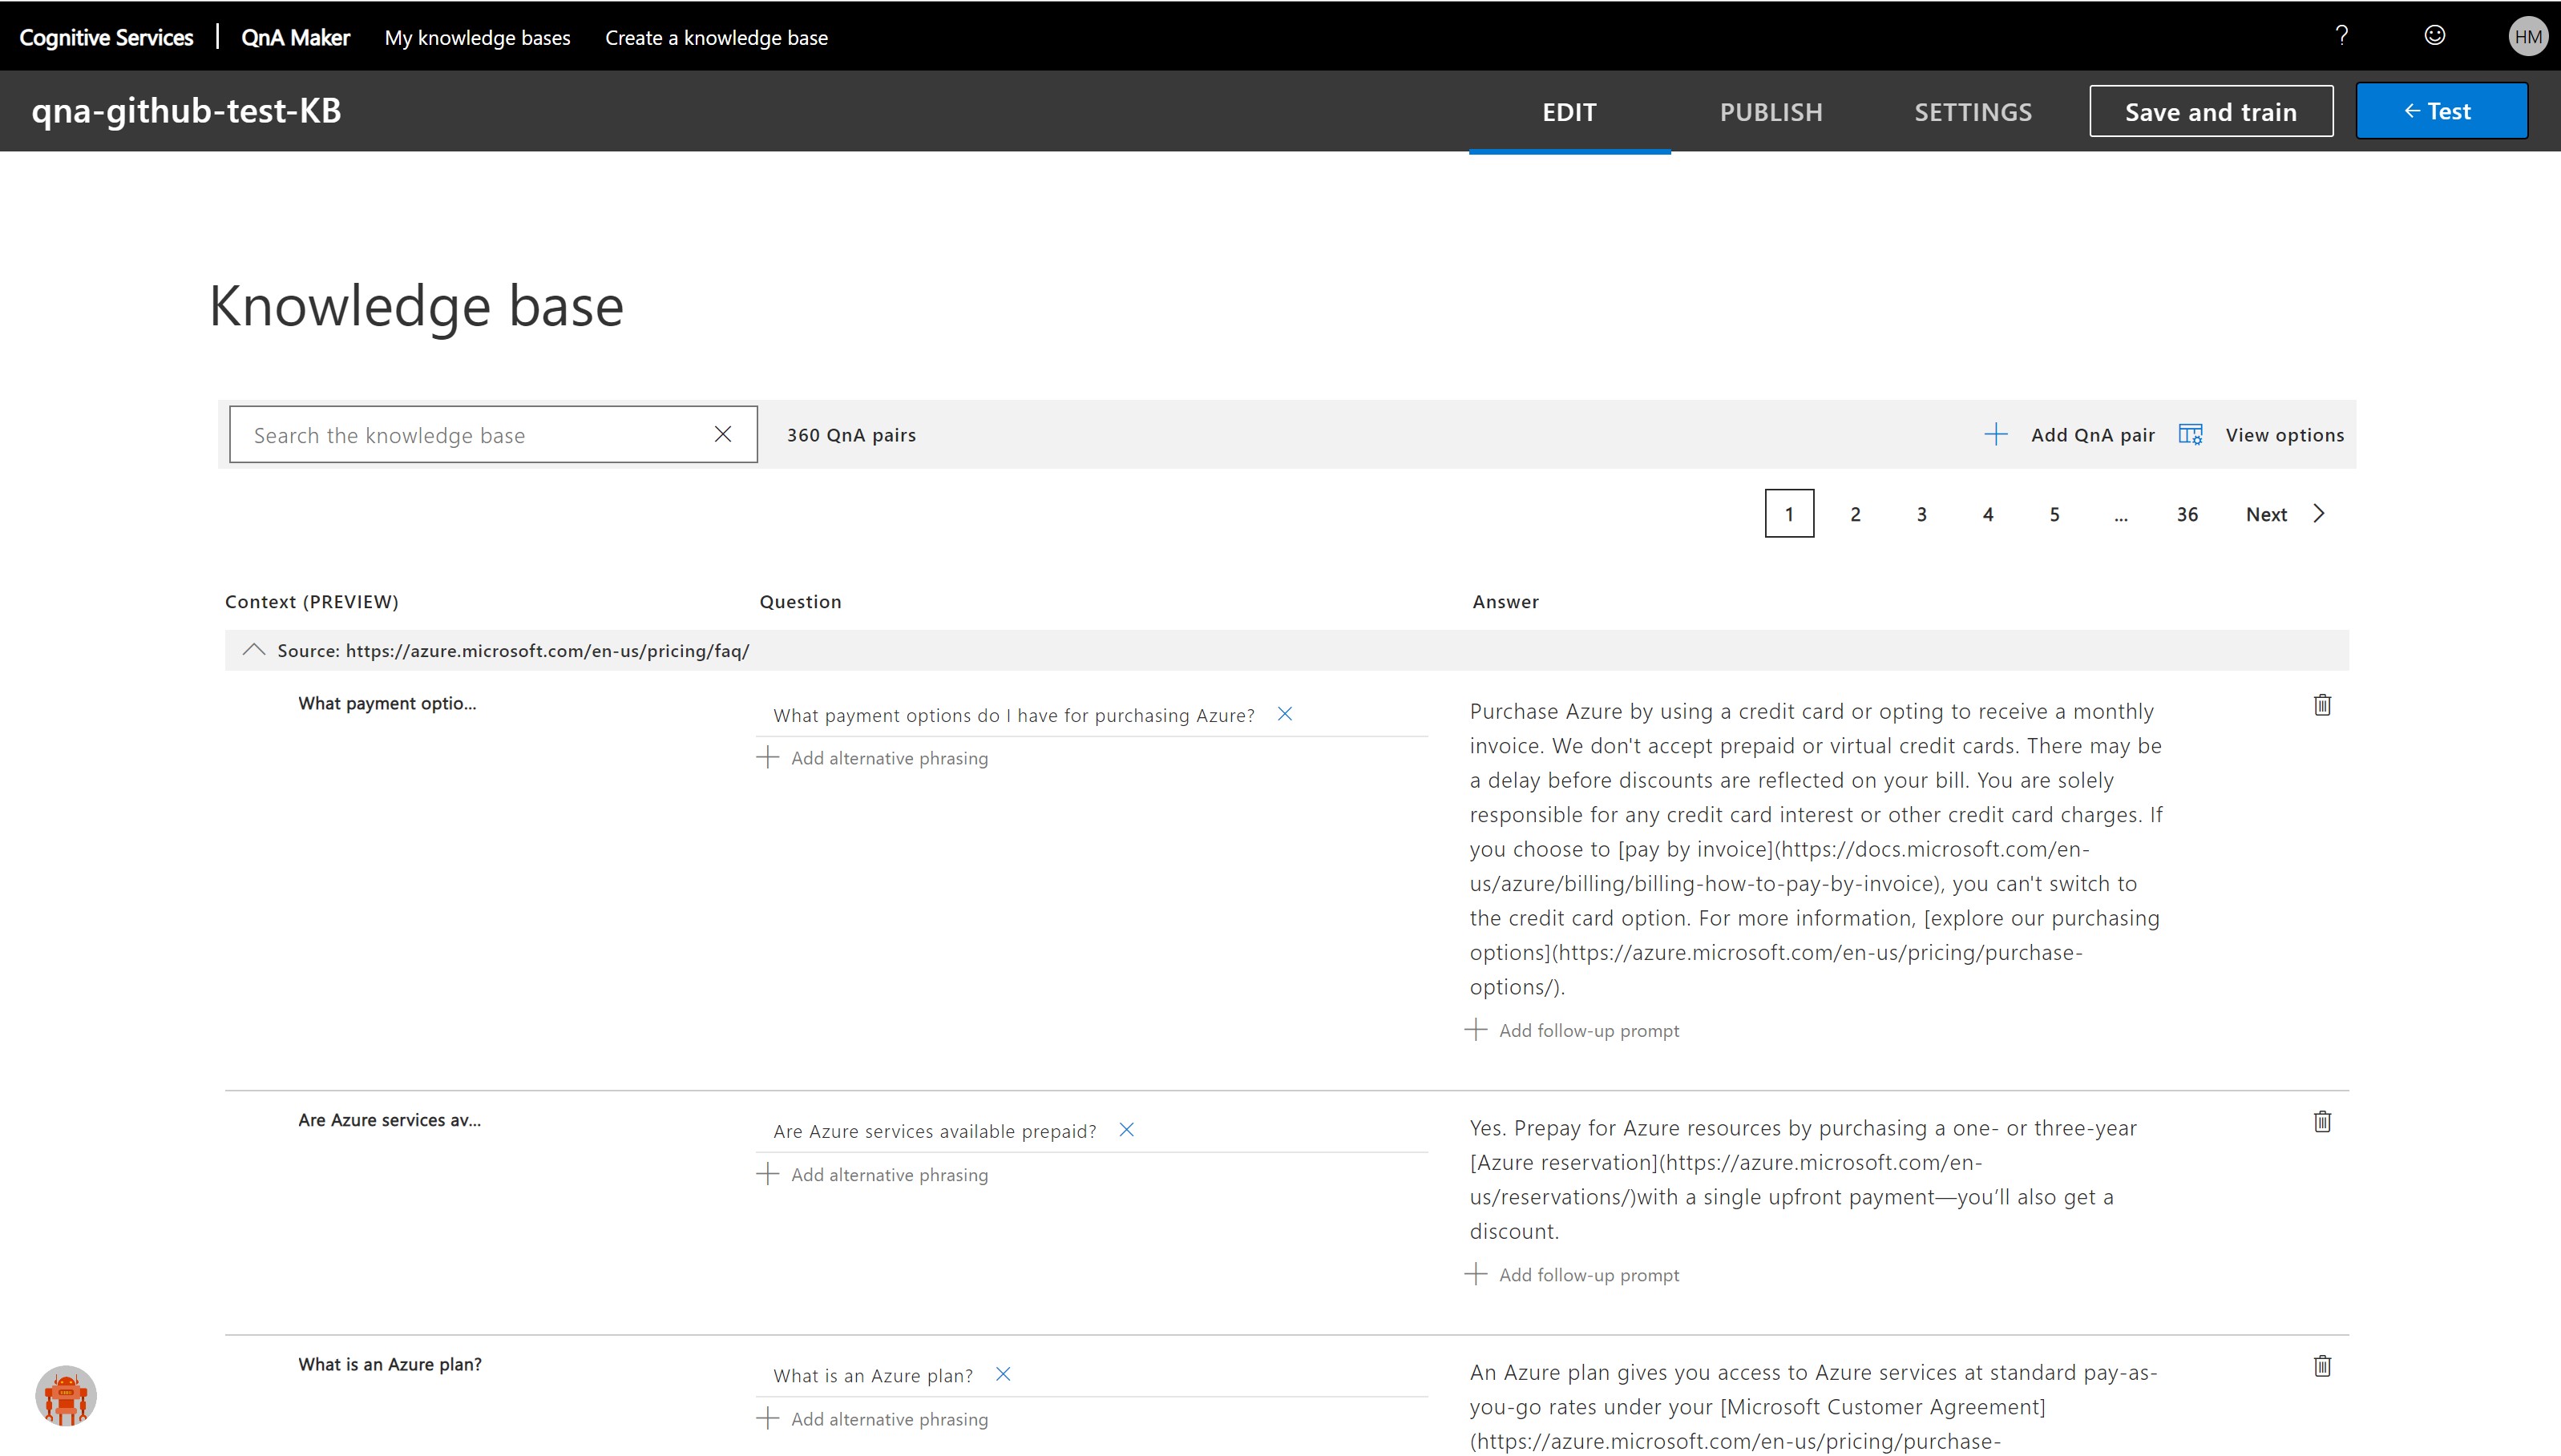 Cognitive Services | QnA Maker My knowledge bases Create a knowledge base ? HM
qna-github-test-KB EDIT PUBLISH SETTINGS Save and train ← Test
Knowledge base
Search the knowledge base 360 QnA pairs Add QnA pair View options
1 2 3 4 5 ... 36 Next
Context (PREVIEW) Question Answer
Source: https://azure.microsoft.com/en-us/pricing/faq/
What payment optio...
What payment options do I have for purchasing Azure?
Add alternative phrasing
Purchase Azure by using a credit card or opting to receive a monthly
invoice. We don't accept prepaid or virtual credit cards. There may be
a delay before discounts are reflected on your bill. You are solely
responsible for any credit card interest or other credit card charges. If
you choose to [pay by invoice](https://docs.microsoft.com/en-
us/azure/billing/billing-how-to-pay-by-invoice), you can't switch to
the credit card option. For more information, [explore our purchasing
options](https://azure.microsoft.com/en-us/pricing/purchase-
options/).
Add follow-up prompt
Are Azure services av...
Are Azure services available prepaid?
Add alternative phrasing
Yes. Prepay for Azure resources by purchasing a one- or three-year
[Azure reservation](https://azure.microsoft.com/en-
us/reservations/)with a single upfront payment—you’ll also get a
discount.
Add follow-up prompt
What is an Azure plan?
What is an Azure plan?
Add alternative phrasing
An Azure plan gives you access to Azure services at standard pay-as-
you-go rates under your [Microsoft Customer Agreement]
(https://azure.microsoft.com/en-us/pricing/purchase-